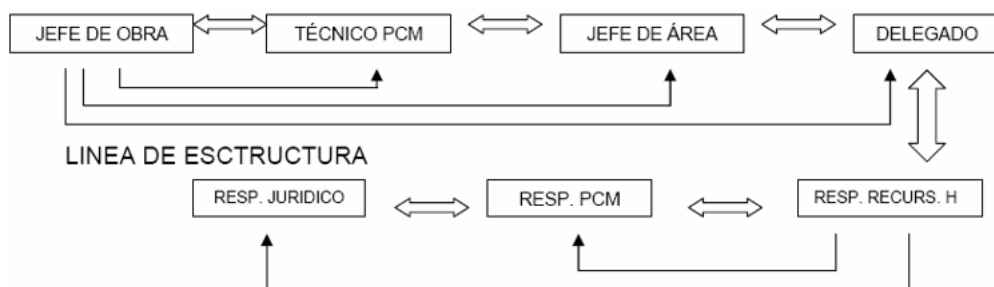 JEFE DE OBRA
TÉCNICO PCM
JEFE DE ÁREA
DELEGADO
LINEA DE ESCTRUCTURA
RESP. JURIDICO
RESP. PCM
RESP. RECURS. H